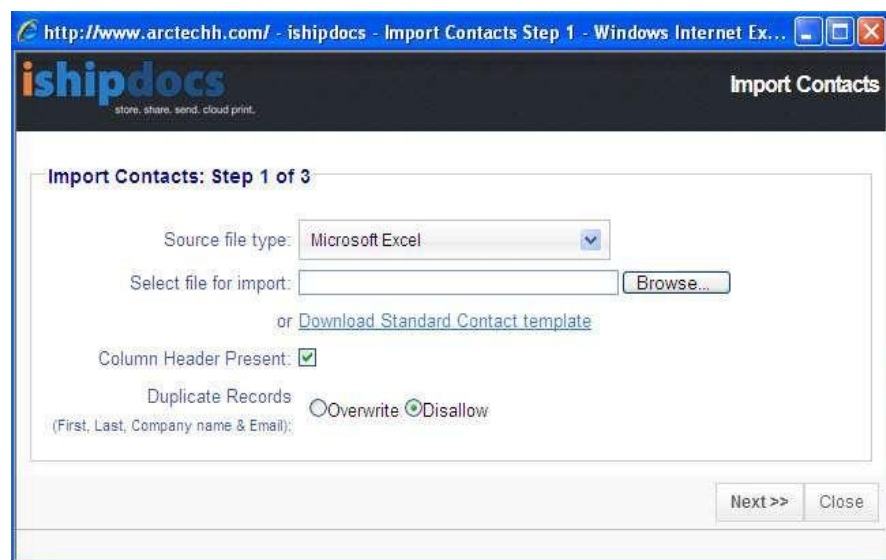 http://www.arctechh.com/ - ishipdocs - Import Contacts Step 1 - Windows Internet Ex...
ishipdocs
store. share. send. cloud print.
Import Contacts
Import Contacts: Step 1 of 3
Source file type: Microsoft Excel
Select file for import: Browse...
or Download Standard Contact template
Column Header Present:
Duplicate Records
(First, Last, Company name & Email): Overwrite Disallow
Next >> Close